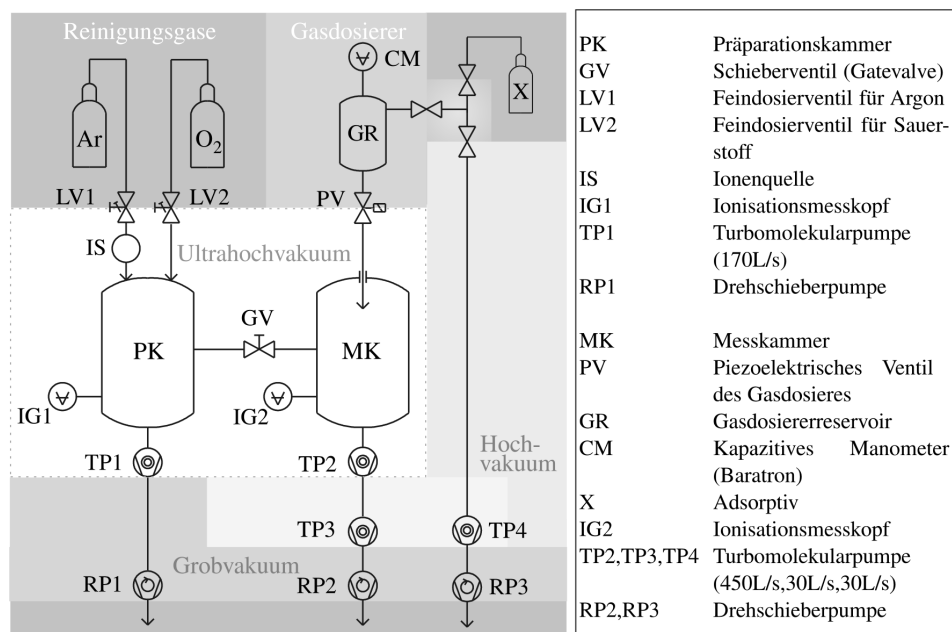 Reinigungsgase
Gasdosierer
CM
X
Ar
O2
GR
LV1
LV2
PV
IS
Ultrahochvakuum
GV
PK
MK
IG1
IG2
TP1
TP2
Hoch-
vakuum
TP3
TP4
Grobvakuum
RP1
RP2
RP3
PK Präparationskammer
GV Schieberventil (Gatevalve)
LV1 Feindosierventil für Argon
LV2 Feindosierventil für Sauer-
stoff
IS Ionenquelle
IG1 Ionisationsmesskopf
TP1 Turbomolekularpumpe
(170L/s)
RP1 Drehschieberpumpe
MK Messkammer
PV Piezoelektrisches Ventil
des Gasdosieres
GR Gasdosiererreservoir
CM Kapazitives Manometer
(Baratron)
X Adsorptiv
IG2 Ionisationsmesskopf
TP2,TP3,TP4 Turbomolekularpumpe
(450L/s,30L/s,30L/s)
RP2,RP3 Drehschieberpumpe